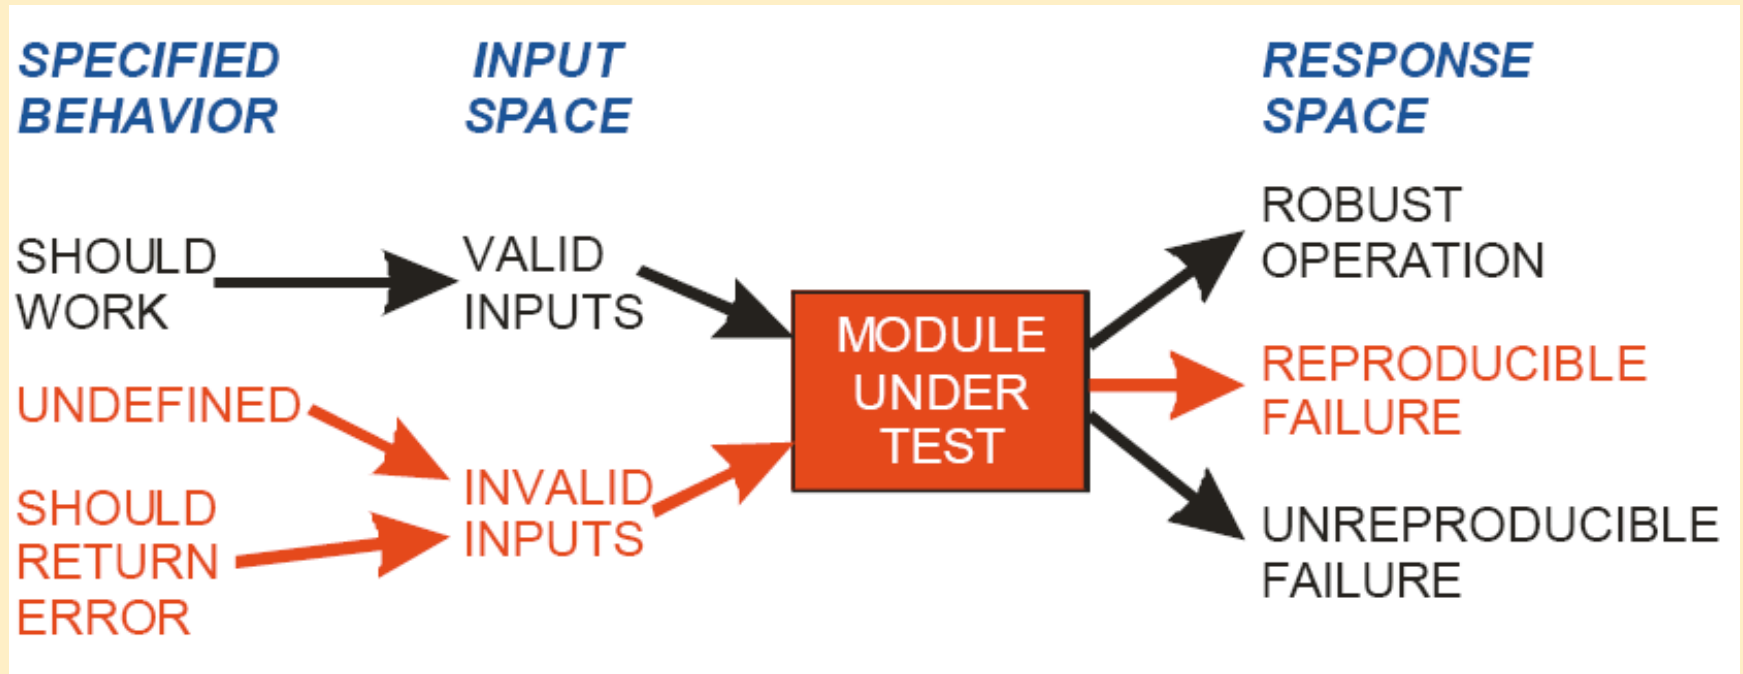 SPECIFIED
BEHAVIOR
INPUT
SPACE
RESPONSE
SPACE
SHOULD
WORK
VALID
INPUTS
UNDEFINED
SHOULD
RETURN
ERROR
INVALID
INPUTS
MODULE
UNDER
TEST
ROBUST
OPERATION
REPRODUCIBLE
FAILURE
UNREPRODUCIBLE
FAILURE